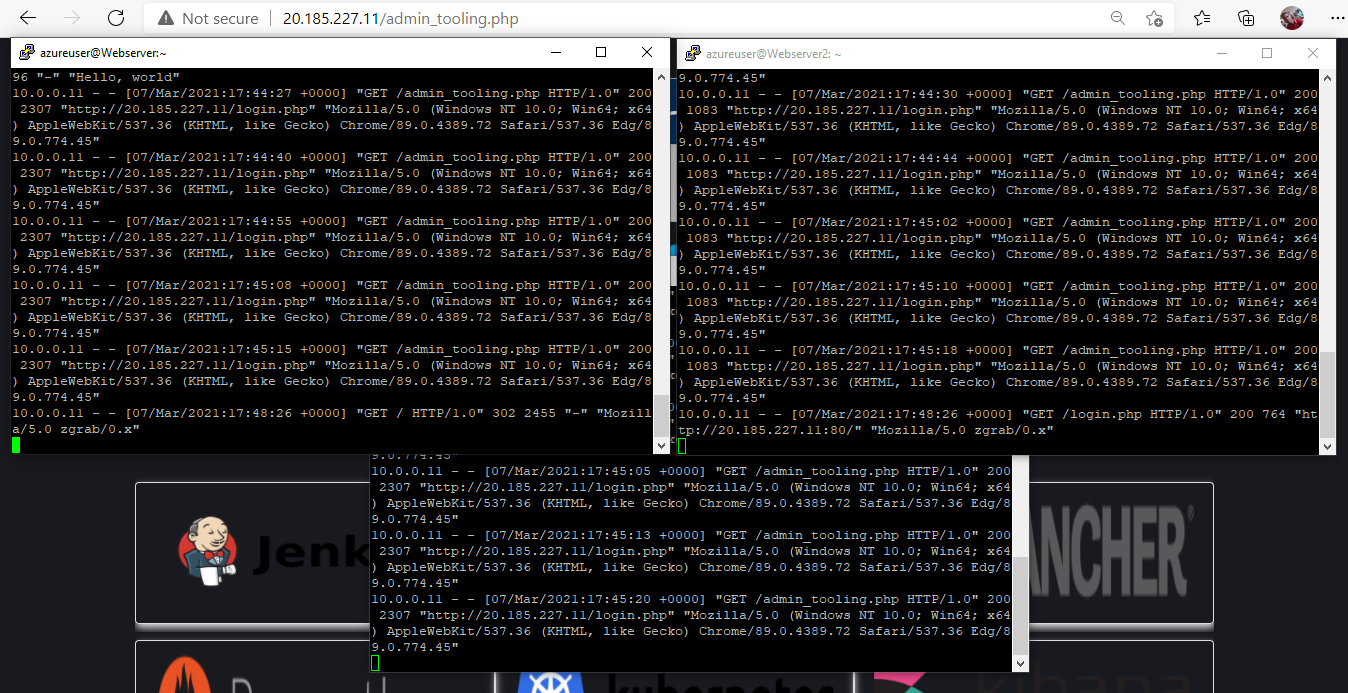 Not secure
20.185.227.11/admin_tooling.php
azureuser@Webserver:~
96 "-" "Hello, world"
10.0.0.11 - - [07/Mar/2021:17:44:27 +0000] "GET /admin_tooling.php HTTP/1.0" 200
 2307 "http://20.185.227.11/login.php" "Mozilla/5.0 (Windows NT 10.0; Win64; x64
) AppleWebKit/537.36 (KHTML, like Gecko) Chrome/89.0.4389.72 Safari/537.36 Edg/8
9.0.774.45"
10.0.0.11 - - [07/Mar/2021:17:44:40 +0000] "GET /admin_tooling.php HTTP/1.0" 200
 2307 "http://20.185.227.11/login.php" "Mozilla/5.0 (Windows NT 10.0; Win64; x64
) AppleWebKit/537.36 (KHTML, like Gecko) Chrome/89.0.4389.72 Safari/537.36 Edg/8
9.0.774.45"
10.0.0.11 - - [07/Mar/2021:17:44:55 +0000] "GET /admin_tooling.php HTTP/1.0" 200
 2307 "http://20.185.227.11/login.php" "Mozilla/5.0 (Windows NT 10.0; Win64; x64
) AppleWebKit/537.36 (KHTML, like Gecko) Chrome/89.0.4389.72 Safari/537.36 Edg/8
9.0.774.45"
10.0.0.11 - - [07/Mar/2021:17:45:08 +0000] "GET /admin_tooling.php HTTP/1.0" 200
 2307 "http://20.185.227.11/login.php" "Mozilla/5.0 (Windows NT 10.0; Win64; x64
) AppleWebKit/537.36 (KHTML, like Gecko) Chrome/89.0.4389.72 Safari/537.36 Edg/8
9.0.774.45"
10.0.0.11 - - [07/Mar/2021:17:45:15 +0000] "GET /admin_tooling.php HTTP/1.0" 200
 2307 "http://20.185.227.11/login.php" "Mozilla/5.0 (Windows NT 10.0; Win64; x64
) AppleWebKit/537.36 (KHTML, like Gecko) Chrome/89.0.4389.72 Safari/537.36 Edg/8
9.0.774.45"
10.0.0.11 - - [07/Mar/2021:17:48:26 +0000] "GET / HTTP/1.0" 302 2455 "-" "Mozill
a/5.0 zgrab/0.x"
azureuser@Webserver2: ~
9.0.774.45"
10.0.0.11 - - [07/Mar/2021:17:44:30 +0000] "GET /admin_tooling.php HTTP/1.0" 200
 1083 "http://20.185.227.11/login.php" "Mozilla/5.0 (Windows NT 10.0; Win64; x64
) AppleWebKit/537.36 (KHTML, like Gecko) Chrome/89.0.4389.72 Safari/537.36 Edg/8
9.0.774.45"
10.0.0.11 - - [07/Mar/2021:17:44:44 +0000] "GET /admin_tooling.php HTTP/1.0" 200
 1083 "http://20.185.227.11/login.php" "Mozilla/5.0 (Windows NT 10.0; Win64; x64
) AppleWebKit/537.36 (KHTML, like Gecko) Chrome/89.0.4389.72 Safari/537.36 Edg/8
9.0.774.45"
10.0.0.11 - - [07/Mar/2021:17:45:02 +0000] "GET /admin_tooling.php HTTP/1.0" 200
 1083 "http://20.185.227.11/login.php" "Mozilla/5.0 (Windows NT 10.0; Win64; x64
) AppleWebKit/537.36 (KHTML, like Gecko) Chrome/89.0.4389.72 Safari/537.36 Edg/8
9.0.774.45"
10.0.0.11 - - [07/Mar/2021:17:45:10 +0000] "GET /admin_tooling.php HTTP/1.0" 200
 1083 "http://20.185.227.11/login.php" "Mozilla/5.0 (Windows NT 10.0; Win64; x64
) AppleWebKit/537.36 (KHTML, like Gecko) Chrome/89.0.4389.72 Safari/537.36 Edg/8
9.0.774.45"
10.0.0.11 - - [07/Mar/2021:17:45:18 +0000] "GET /admin_tooling.php HTTP/1.0" 200
 1083 "http://20.185.227.11/login.php" "Mozilla/5.0 (Windows NT 10.0; Win64; x64
) AppleWebKit/537.36 (KHTML, like Gecko) Chrome/89.0.4389.72 Safari/537.36 Edg/8
9.0.774.45"
10.0.0.11 - - [07/Mar/2021:17:48:26 +0000] "GET /login.php HTTP/1.0" 200 764 "ht
tp://20.185.227.11:80/" "Mozilla/5.0 zgrab/0.x"
9.0.774.45"
10.0.0.11 - - [07/Mar/2021:17:45:05 +0000] "GET /admin_tooling.php HTTP/1.0" 200
 2307 "http://20.185.227.11/login.php" "Mozilla/5.0 (Windows NT 10.0; Win64; x64
) AppleWebKit/537.36 (KHTML, like Gecko) Chrome/89.0.4389.72 Safari/537.36 Edg/8
9.0.774.45"
10.0.0.11 - - [07/Mar/2021:17:45:13 +0000] "GET /admin_tooling.php HTTP/1.0" 200
 2307 "http://20.185.227.11/login.php" "Mozilla/5.0 (Windows NT 10.0; Win64; x64
) AppleWebKit/537.36 (KHTML, like Gecko) Chrome/89.0.4389.72 Safari/537.36 Edg/8
9.0.774.45"
10.0.0.11 - - [07/Mar/2021:17:45:20 +0000] "GET /admin_tooling.php HTTP/1.0" 200
 2307 "http://20.185.227.11/login.php" "Mozilla/5.0 (Windows NT 10.0; Win64; x64
) AppleWebKit/537.36 (KHTML, like Gecko) Chrome/89.0.4389.72 Safari/537.36 Edg/8
9.0.774.45"
Jenk
ANCHER
kubernetes
kibana